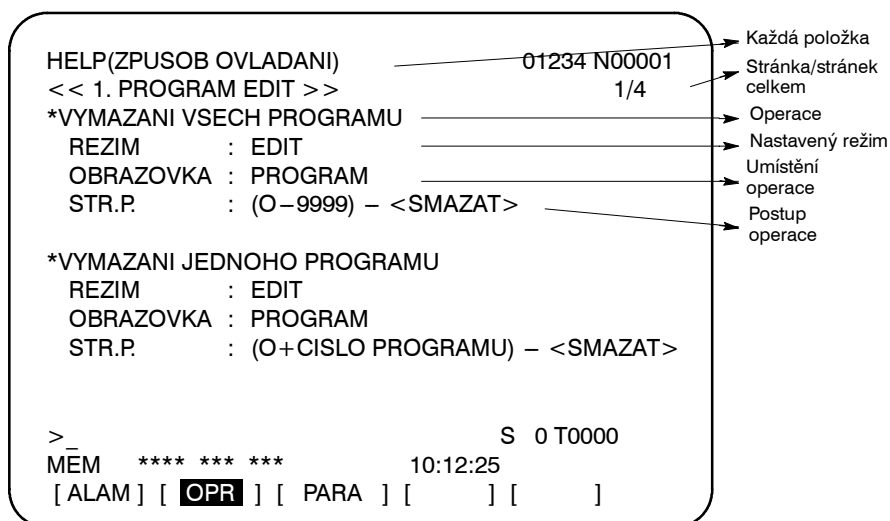 HELP(ZPUSOB OVLADANI) 01234 N00001
<< 1. PROGRAM EDIT >> 1/4
*VYMAZANI VSECH PROGRAMU
REZIM : EDIT
OBRAZOVKA : PROGRAM
STR.P. : (O–9999) – <SMAZAT>
*VYMAZANI JEDNOHO PROGRAMU
REZIM : EDIT
OBRAZOVKA : PROGRAM
STR.P. : (O+CISLO PROGRAMU) – <SMAZAT>
>_ S 0 T0000
MEM **** *** *** 10:12:25
[ ALAM ] [ OPR ] [ PARA ] [ ] [ ]
Každá položka
Stránka/stránek
celkem
Operace
Nastavený režim
Umístění
operace
Postup
operace